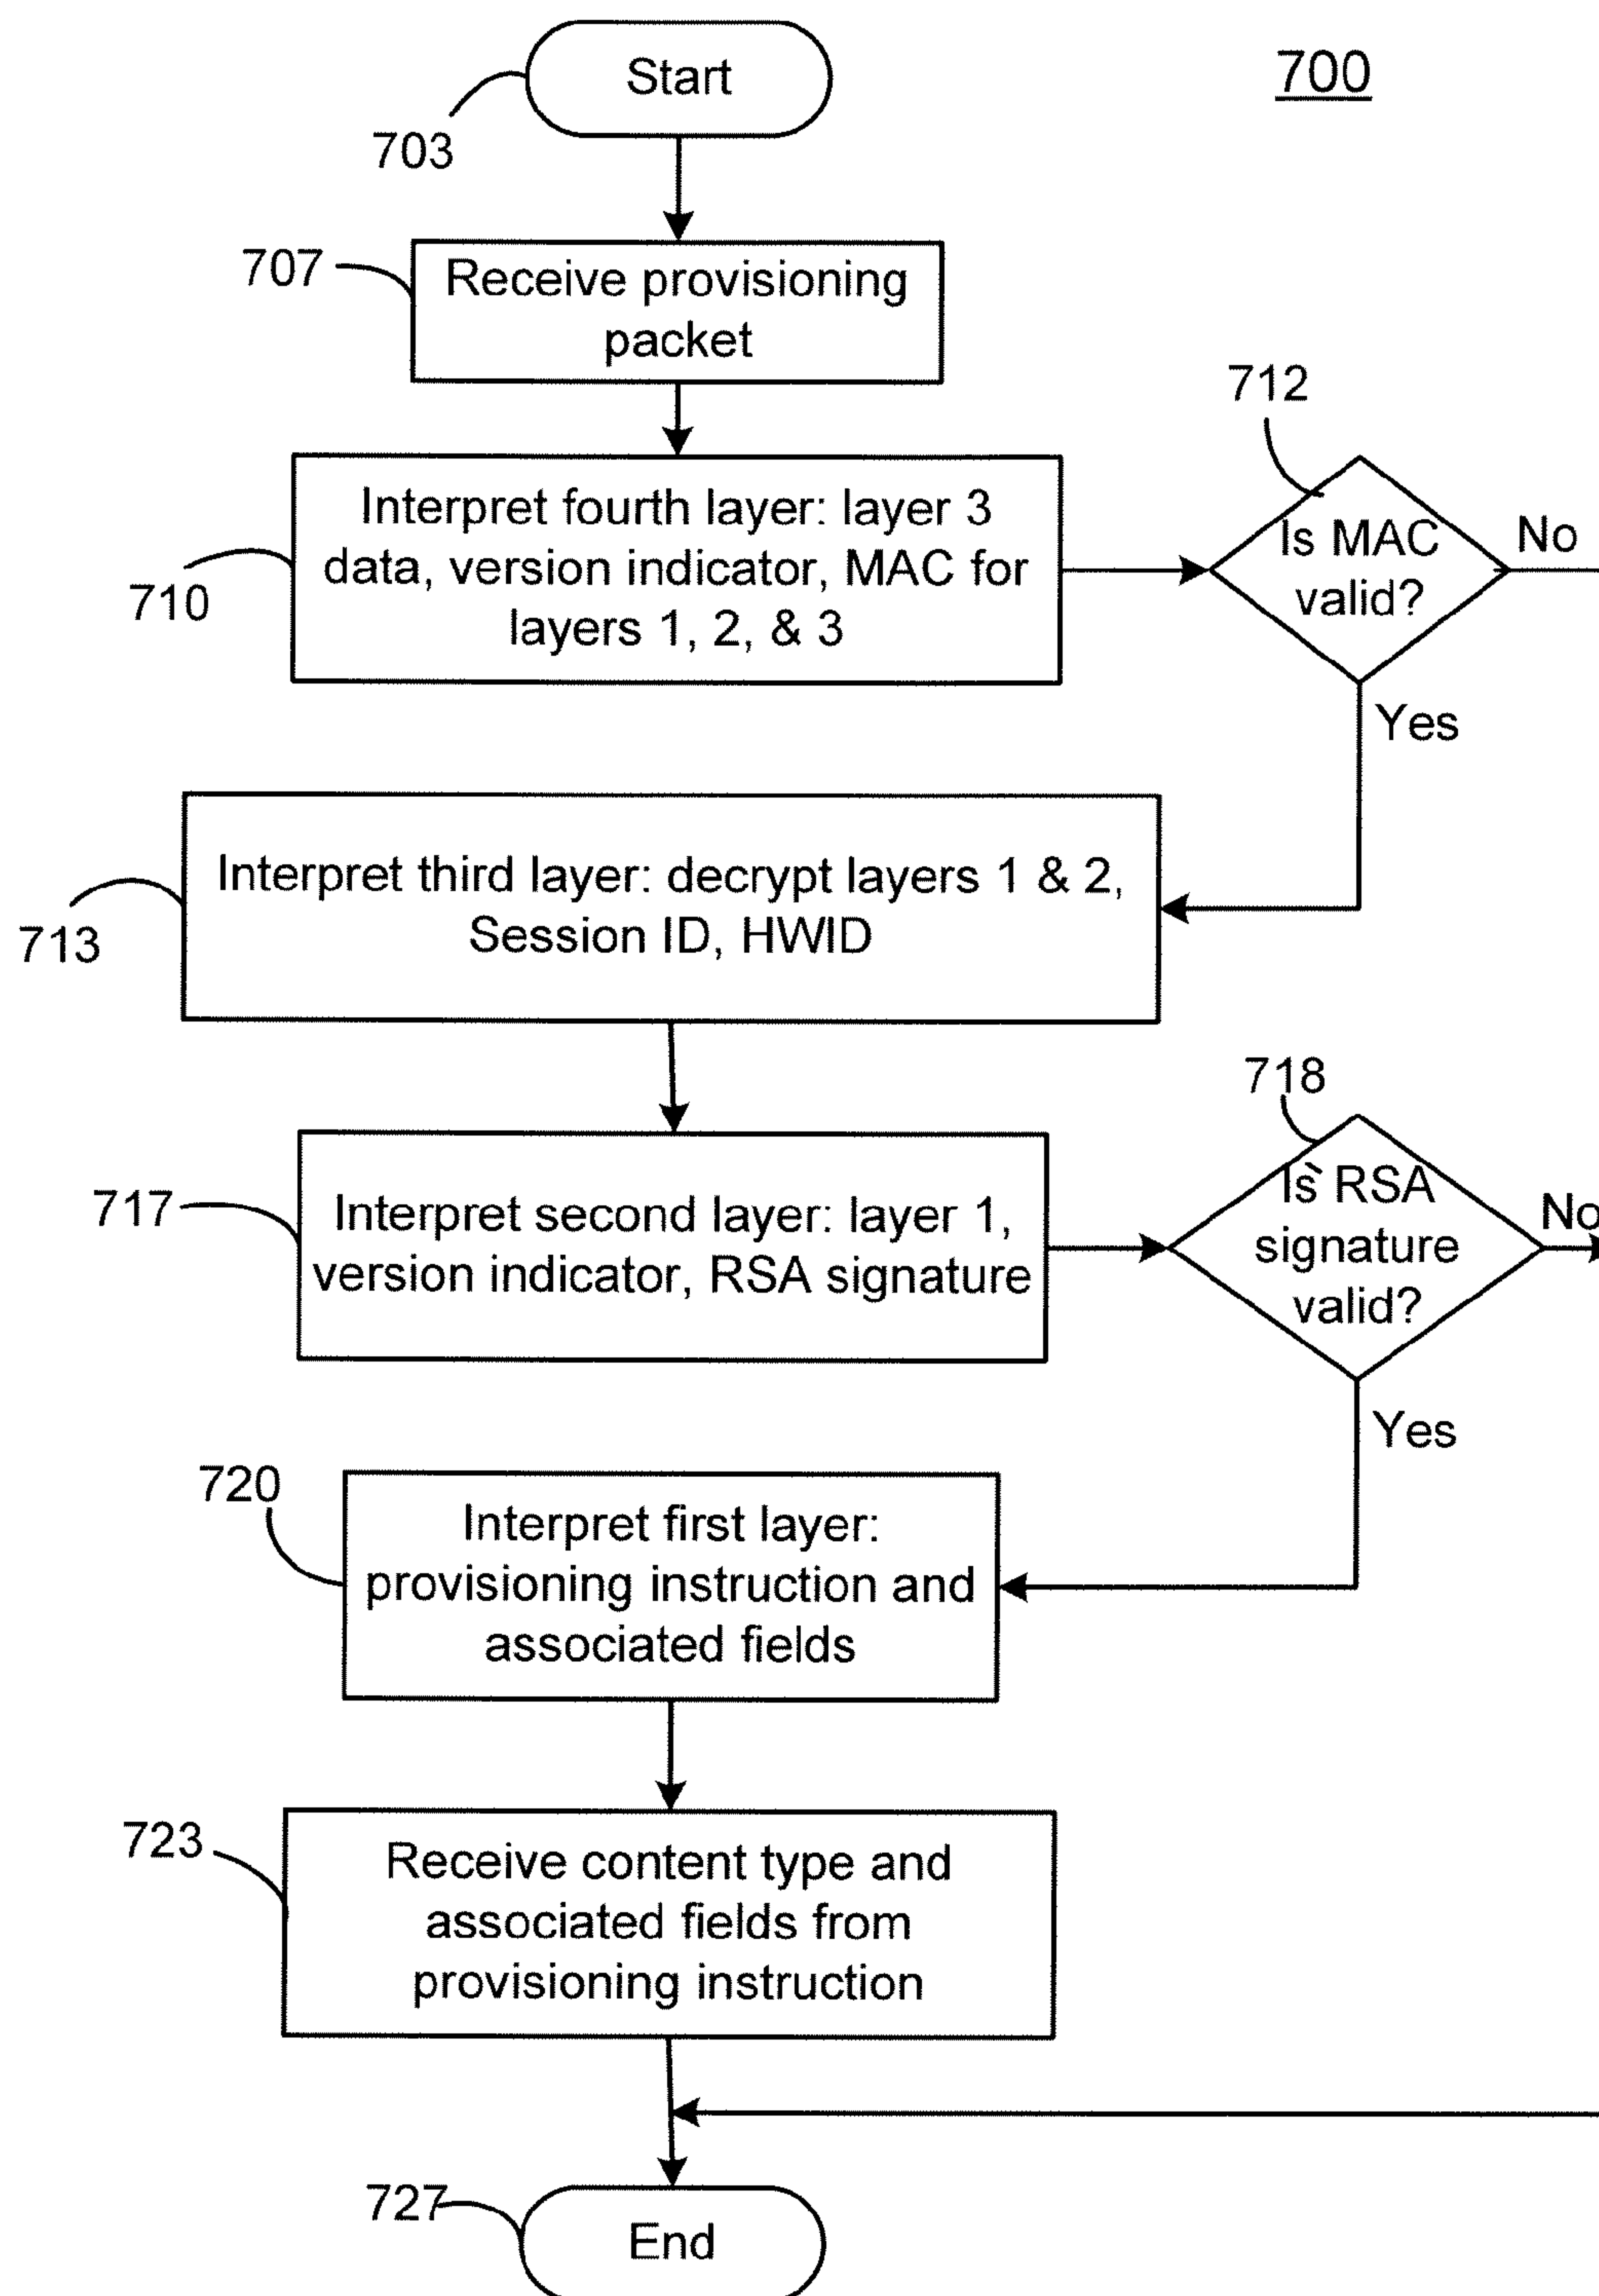 Start
700
703
707
Receive provisioning
packet
712
Interpret fourth layer: layer 3
data, version indicator, MAC for
layers 1, 2, & 3
710
Is MAC
valid?
No
Yes
Interpret third layer: decrypt layers 1 & 2,
Session ID, HWID
713
718
717
Interpret second layer: layer 1,
version indicator, RSA signature
Is RSA
signature
valid?
No
Yes
720
Interpret first layer:
provisioning instruction and
associated fields
723
Receive content type and
associated fields from
provisioning instruction
727
End